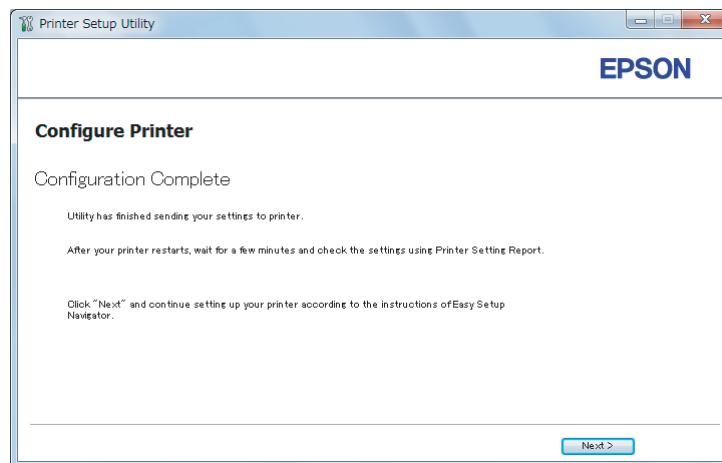 Printer Setup Utility
EPSON
Configure Printer
Configuration Complete
Utility has finished sending your settings to printer.
After your printer restarts, wait for a few minutes and check the settings using Printer Setting Report.
Click "Next" and continue setting up your printer according to the instructions of Easy Setup
Navigator.
Next >